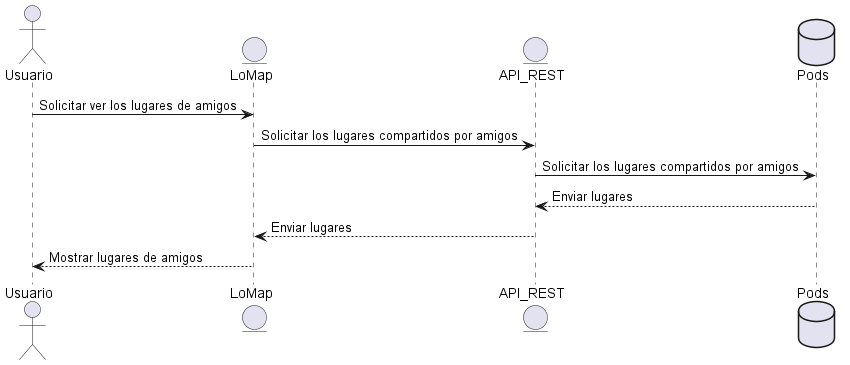 Usuario
LoMap
API_REST
Pods
Solicitar ver los lugares de amigos
Solicitar los lugares compartidos por amigos
Solicitar los lugares compartidos por amigos
Enviar lugares
Enviar lugares
Mostrar lugares de amigos
Usuario
LoMap
API_REST
Pods